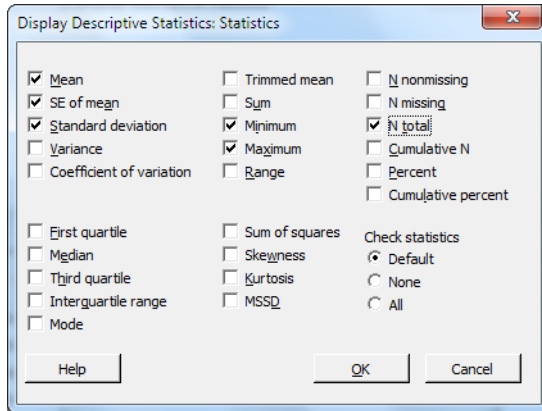 Display Descriptive Statistics: Statistics
x
Mean
SE of mean
Standard deviation
Variance
Coefficient of variation
Trimmed mean
Sum
Minimum
Maximum
Range
N nonmissing
N missing
N total
Cumulative N
Percent
Cumulative percent
First quartile
Median
Third quartile
Interquartile range
Mode
Sum of squares
Skewness
Kurtosis
MSSD
Check statistics
Default
None
All
Help
OK
Cancel